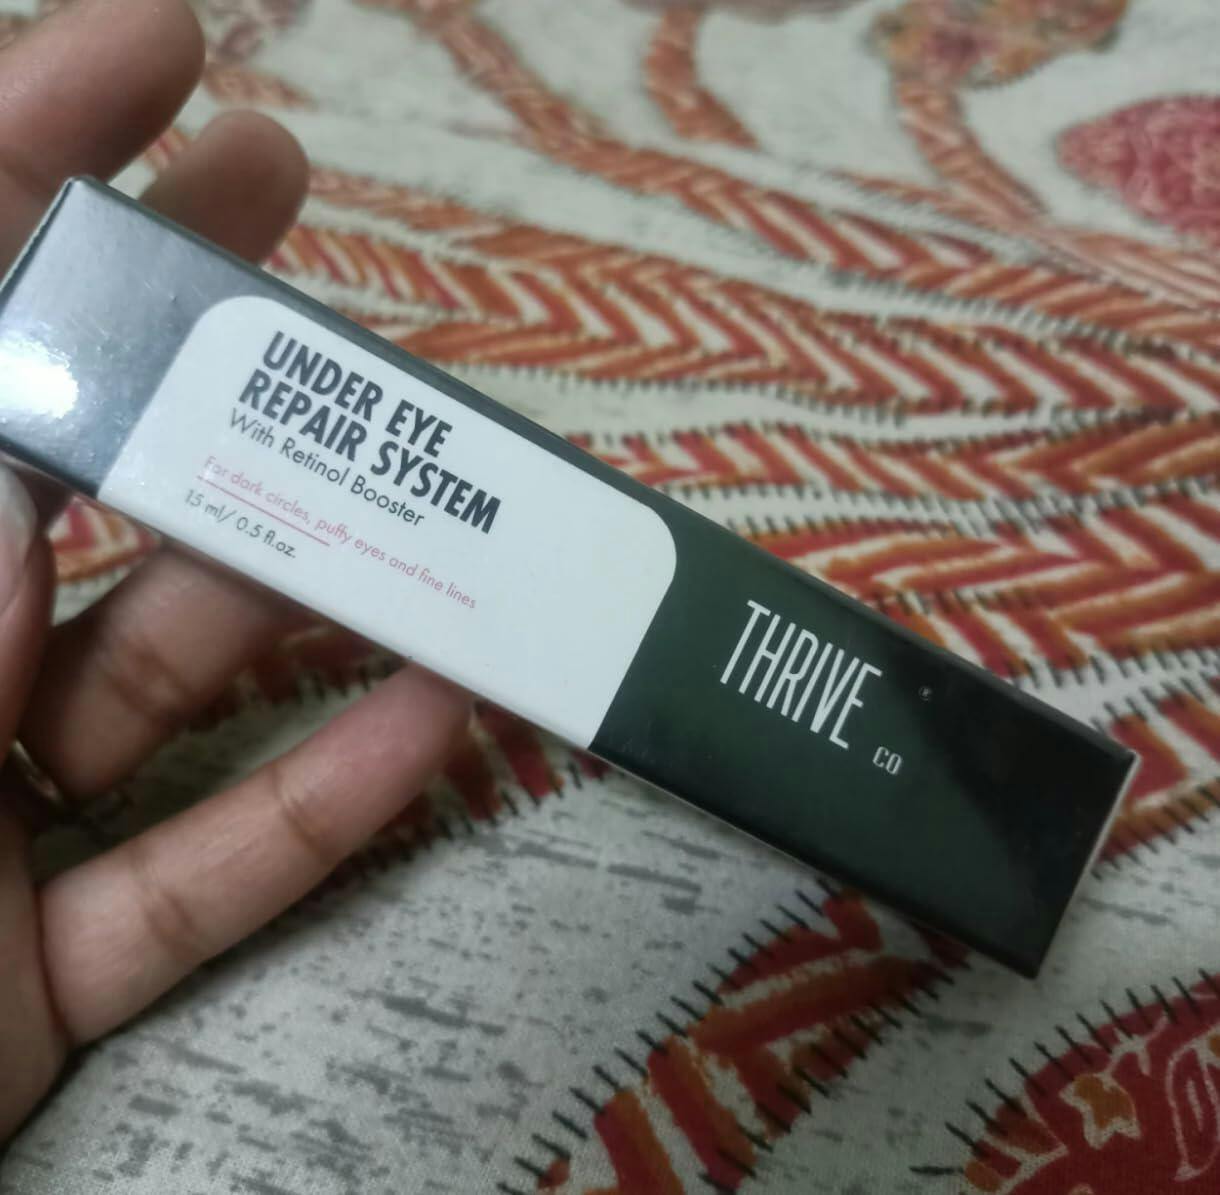 UNDER EYE
REPAIR SYSTEM
With Retinol Booster
For dark circles, puffy eyes and fine lines
15 ml/ 0.5 fl.oz.
THRIVE ®
CO